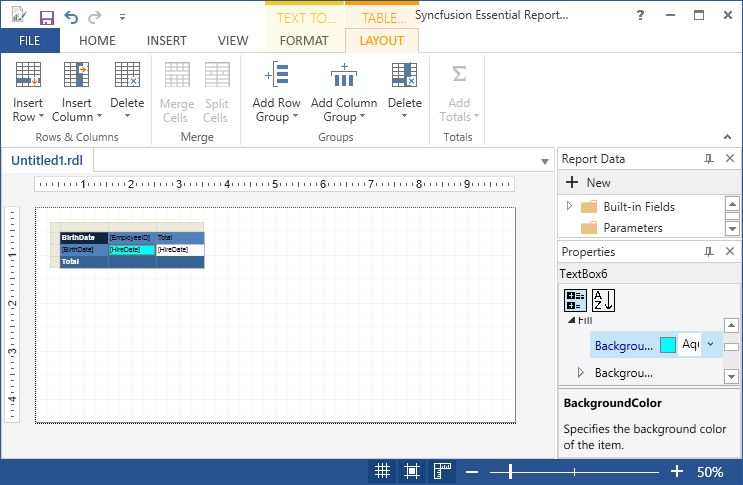 TEXT TO... TABLE... Syncfusion Essential Report... ?
FILE HOME INSERT VIEW FORMAT LAYOUT
Insert Row Insert Column Delete Merge Cells Split Cells Add Row Group Add Column Group Delete Add Totals
Rows & Columns Merge Groups Totals
Untitled1.rdl
1 2 3 4 5 6 7 8 9
1
2
3
4
BirthDate [EmployeeID] Total
[BirthDate] [HireDate] [HireDate]
Total
Report Data
New
Built-in Fields
Parameters
Properties
TextBox6
A Z
Fill
Backgrou... Aqu
Backgrou...
BackgroundColor
Specifies the background color
of the item.
50%